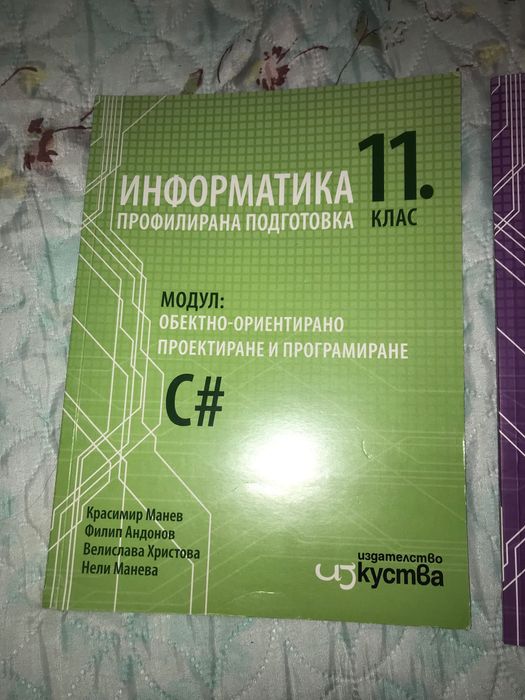 ИНФОРМАТИКА 11.
ПРОФИЛИРАНА ПОДГОТОВКА КЛАС
МОДУЛ:
ОБЕКТНО-ОРИЕНТИРАНО
ПРОЕКТИРАНЕ И ПРОГРАМИРАНЕ
C#
Красимир Манев
Филип Андонов
Велислава Христова
Нели Манева
издателство
изкуства